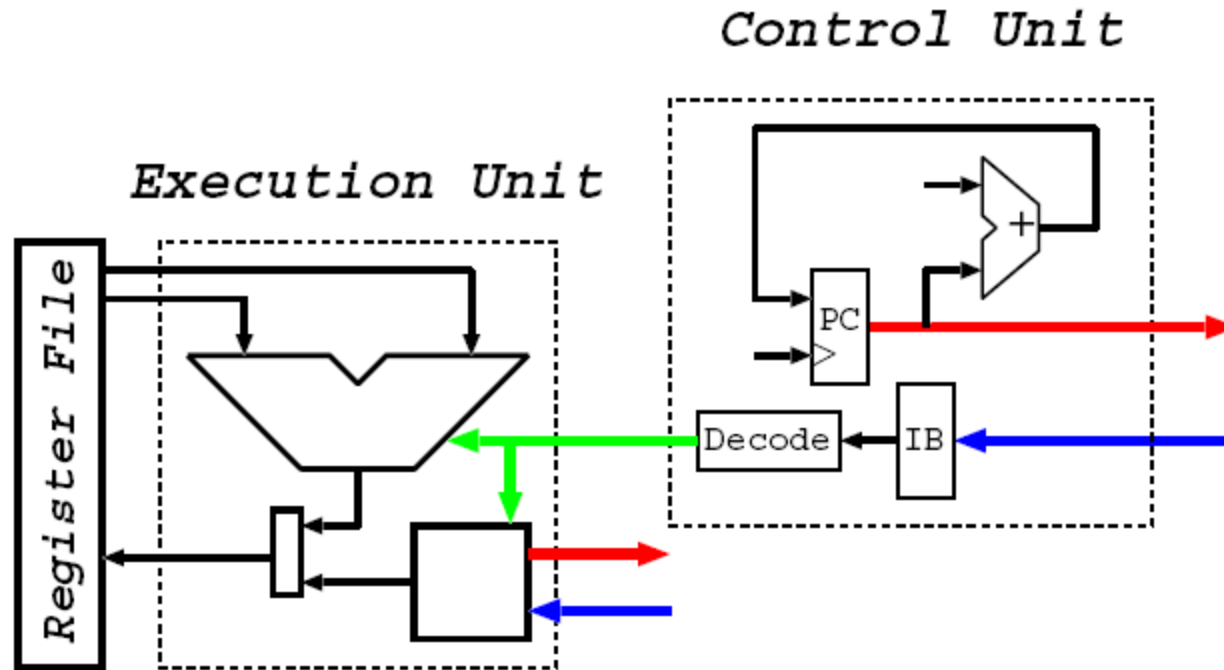 Control Unit
Execution Unit
Register File
+
PC
Decode
IB